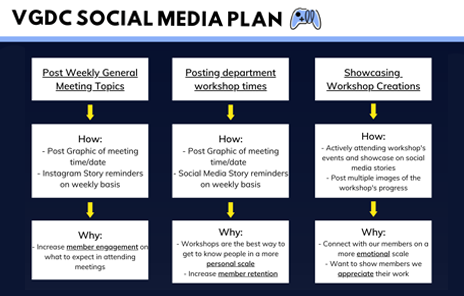 VGDC SOCIAL MEDIA PLAN
Post Weekly General
Meeting Topics
How:
- Post Graphic of meeting
time/date
- Instagram Story reminders
on weekly basis
Why:
- Increase member engagement on
what to expect in attending
meetings
Posting department
workshop times
How:
- Post Graphic of meeting
time/date
- Social Media Story reminders
on weekly basis
Why:
- Workshops are the best way to
get to know people in a more
personal scale
- Increase member retention
Showcasing
Workshop Creations
How:
- Actively attending workshop's
events and showcase on social
media stories
- Post multiple images of the
workshop's progress
Why:
- Connect with our members on a
more emotional scale
- Want to show members we
appreciate their work